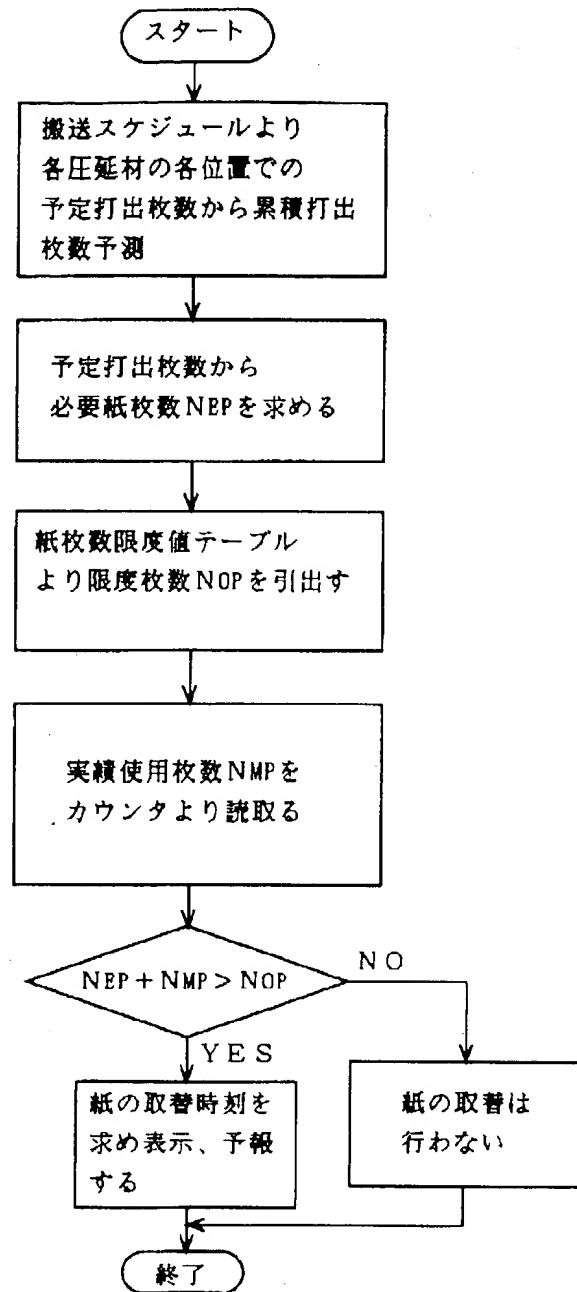 スタート
搬送スケジュールより
各圧延材の各位置での
予定打出枚数から累積打出
枚数予測
予定打出枚数から
必要紙枚数NEPを求める
紙枚数限度値テーブル
より限度枚数NOPを引出す
実績使用枚数NMPを
カウンタより読取る
NEP+NMP>NOP
NO
YES
紙の取替時刻を
求め表示、予報
する
紙の取替は
行わない
終了